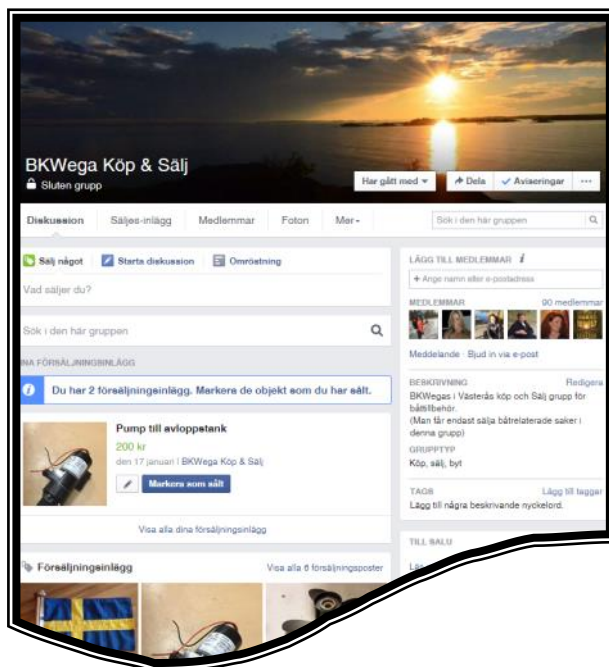 BKWega Köp & Sälj
Sluten grupp
Har gått med
Dela
Aviseringar
Diskussion
Säljes-inlägg
Medlemmar
Foton
Mer
Sök i den här gruppen
Sälj något
Starta diskussion
Omröstning
Vad säljer du?
Sök i den här gruppen
INA FÖRSÄLJNINGSINLÄGG
Du har 2 försäljningsinlägg. Markera de objekt som du har sålt.
Pump till avloppstank
200 kr
den 17 januari | BKWega Köp & Sälj
Markera som sålt
Visa alla dina försäljningsinlägg
Försäljningsinlägg
Visa alla 6 försäljningsposter
LÄGG TILL MEDLEMMAR i
+ Ange namn eller e-postadress
MEDLEMMAR
90 medlemmar
Meddelande · Bjud in via e-post
BESKRIVNING
Redigera
BKWegas i Västerås köp och Sälj grupp för
båttillbehör.
(Man får endast sälja båtrelaterade saker i
denna grupp)
GRUPPTYP
Köp, sälj, byt
TAGS
Lägg till taggar
Lägg till några beskrivande nyckelord.
TILL SALU